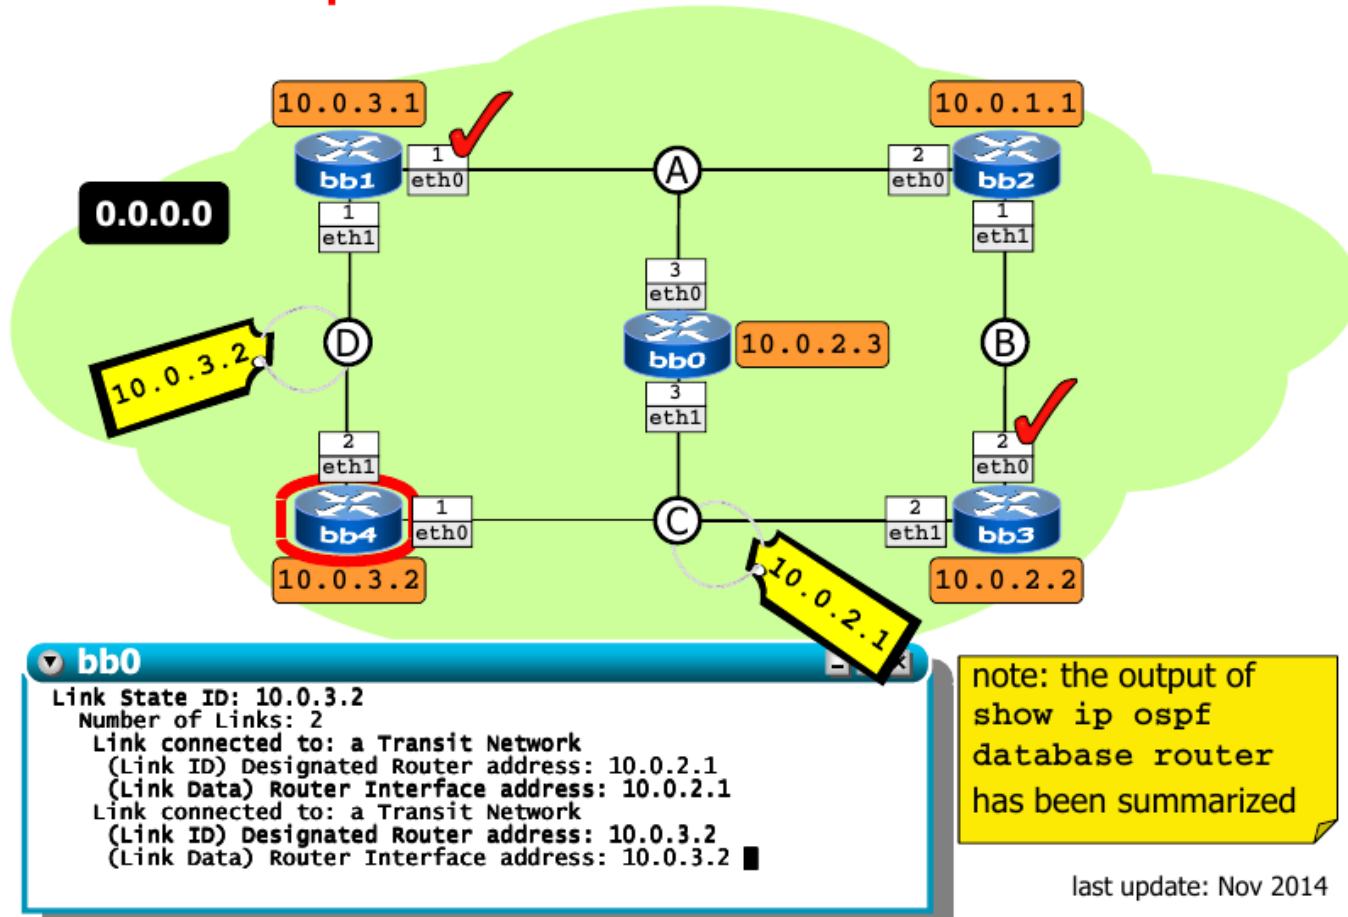 10.0.3.1
10.0.1.1
bb1
1
eth0
A
2
eth0
bb2
0.0.0.0
1
eth1
1
eth1
3
eth0
10.0.3.2
D
bb0
10.0.2.3
B
3
eth1
2
eth1
2
eth0
bb4
1
eth0
C
2
eth1
bb3
10.0.3.2
10.0.2.1
10.0.2.2
bb0
Link State ID: 10.0.3.2
Number of Links: 2
Link connected to: a Transit Network
(Link ID) Designated Router address: 10.0.2.1
(Link Data) Router Interface address: 10.0.2.1
Link connected to: a Transit Network
(Link ID) Designated Router address: 10.0.3.2
(Link Data) Router Interface address: 10.0.3.2
note: the output of
show ip ospf
database router
has been summarized
last update: Nov 2014